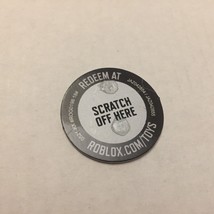 REDEEM AT
SCRATCH
OFF HERE
ROBLOX.COM/TOYS